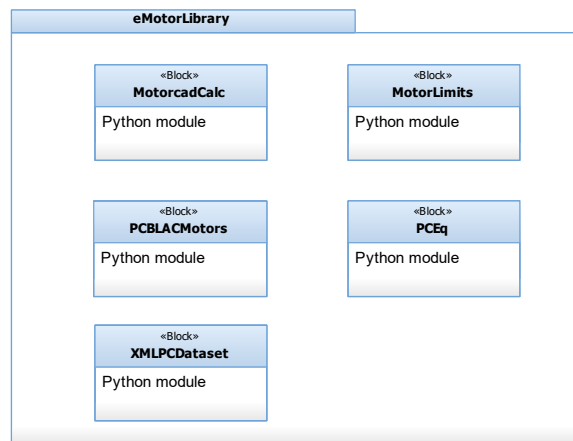 eMotorLibrary
«Block»
MotorcadCalc
Python module
«Block»
MotorLimits
Python module
«Block»
PCBLACMotors
Python module
«Block»
PCEq
Python module
«Block»
XMLPCDataset
Python module